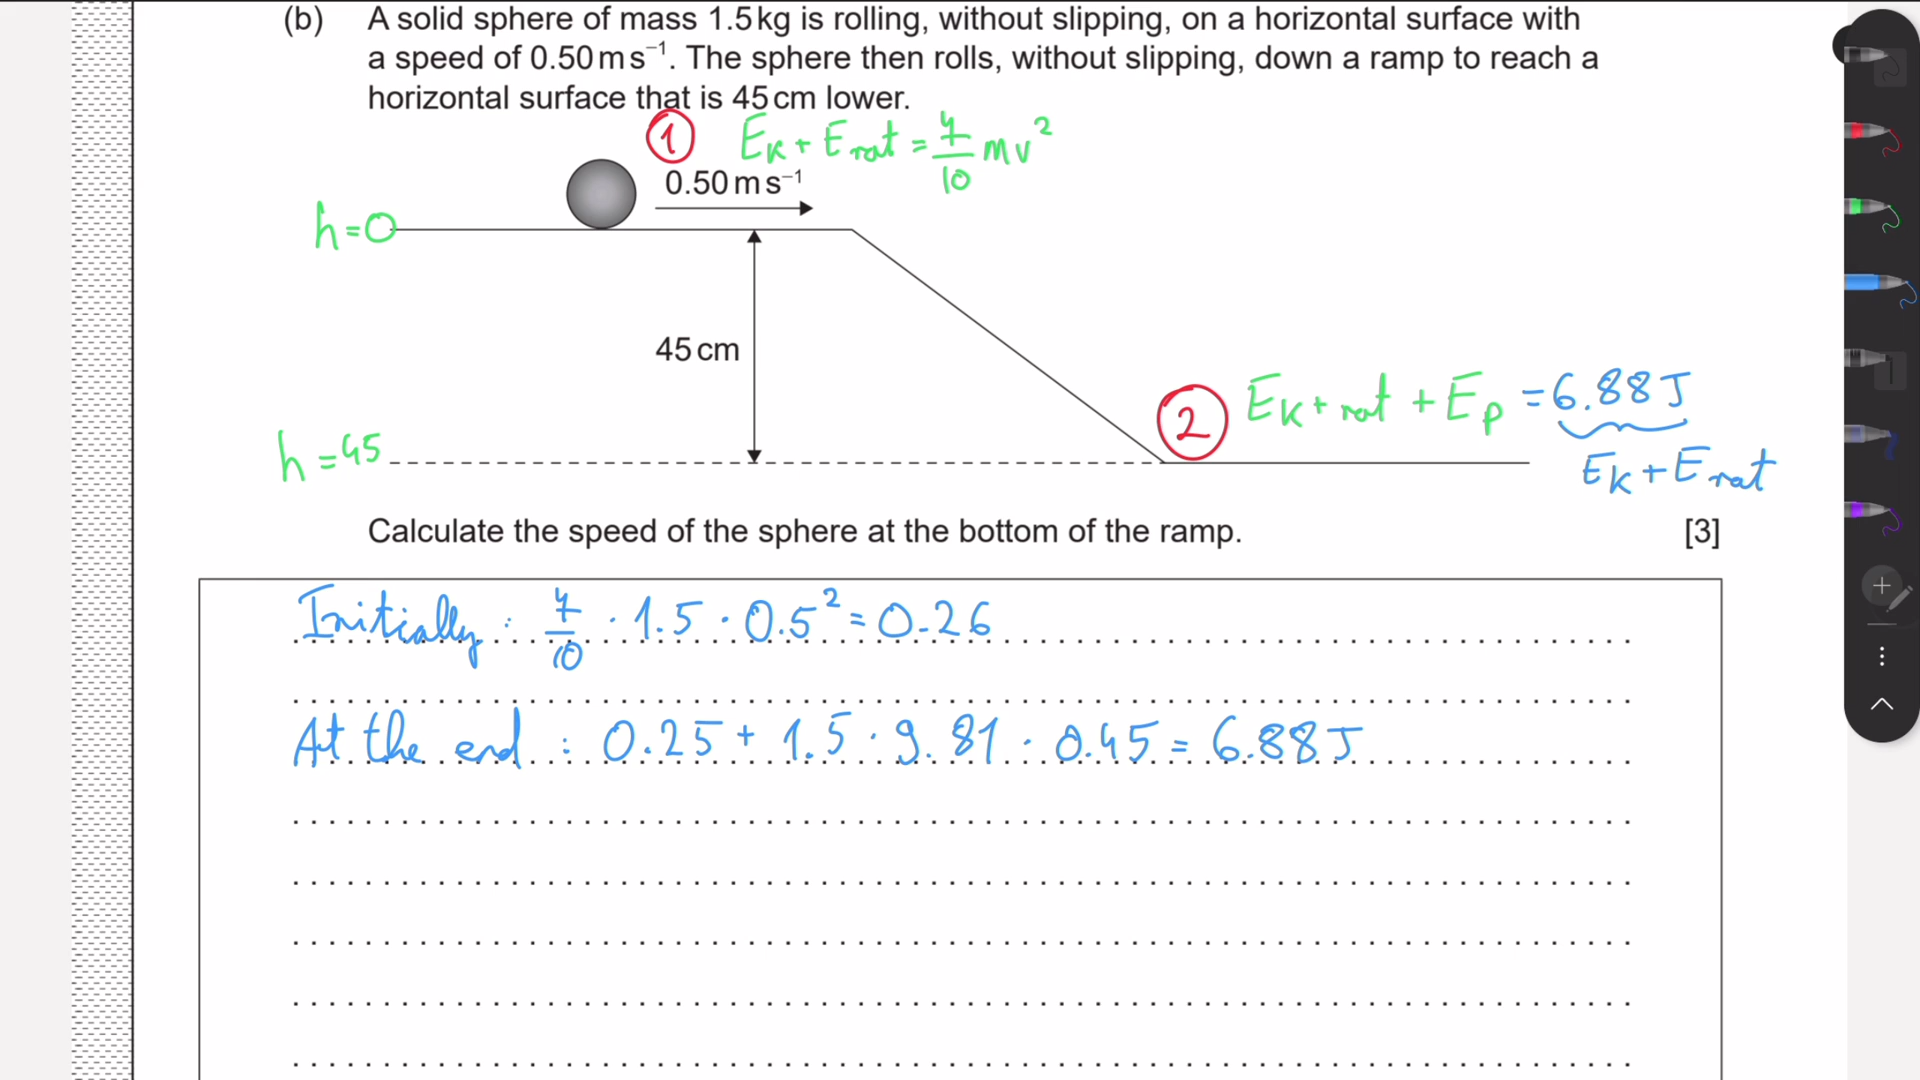 (b) A solid sphere of mass 1.5 kg is rolling, without slipping, on a horizontal surface with
a speed of 0.50 m s⁻¹. The sphere then rolls, without slipping, down a ramp to reach a
horizontal surface that is 45 cm lower.
1 Eₖ + E rot = 7/10 mv²
0.50 m s⁻¹
h = 0
45 cm
2 Eₖ + rot + Eₚ = 6.88 J
h = 45
Eₖ + E rot
Calculate the speed of the sphere at the bottom of the ramp. [3]
Initially : 7/10 · 1.5 · 0.5² = 0.26
At the end : 0.25 + 1.5 · 9.81 · 0.45 = 6.88 J